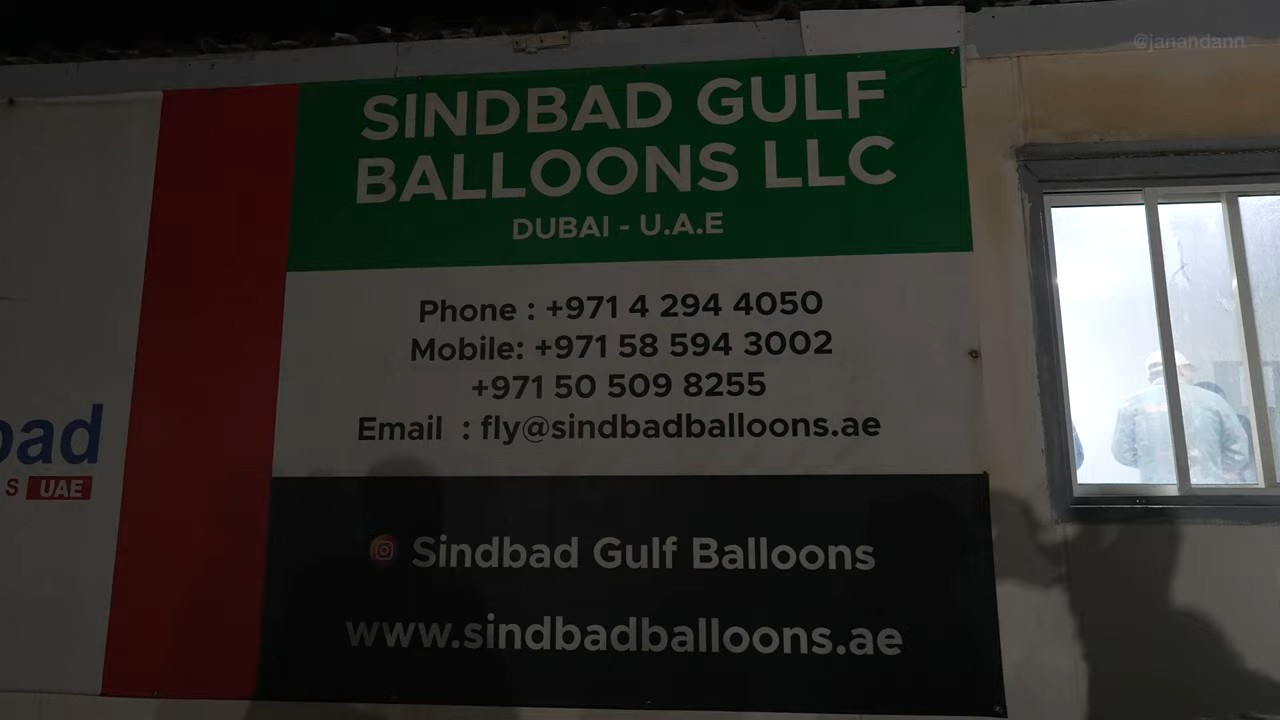 @janandann
SINDBAD GULF
BALLOONS LLC
DUBAI - U.A.E
Phone : +971 4 294 4050
Mobile: +971 58 594 3002
+971 50 509 8255
Email : fly@sindbadballoons.ae
bad
S UAE
Sindbad Gulf Balloons
www.sindbadballoons.ae